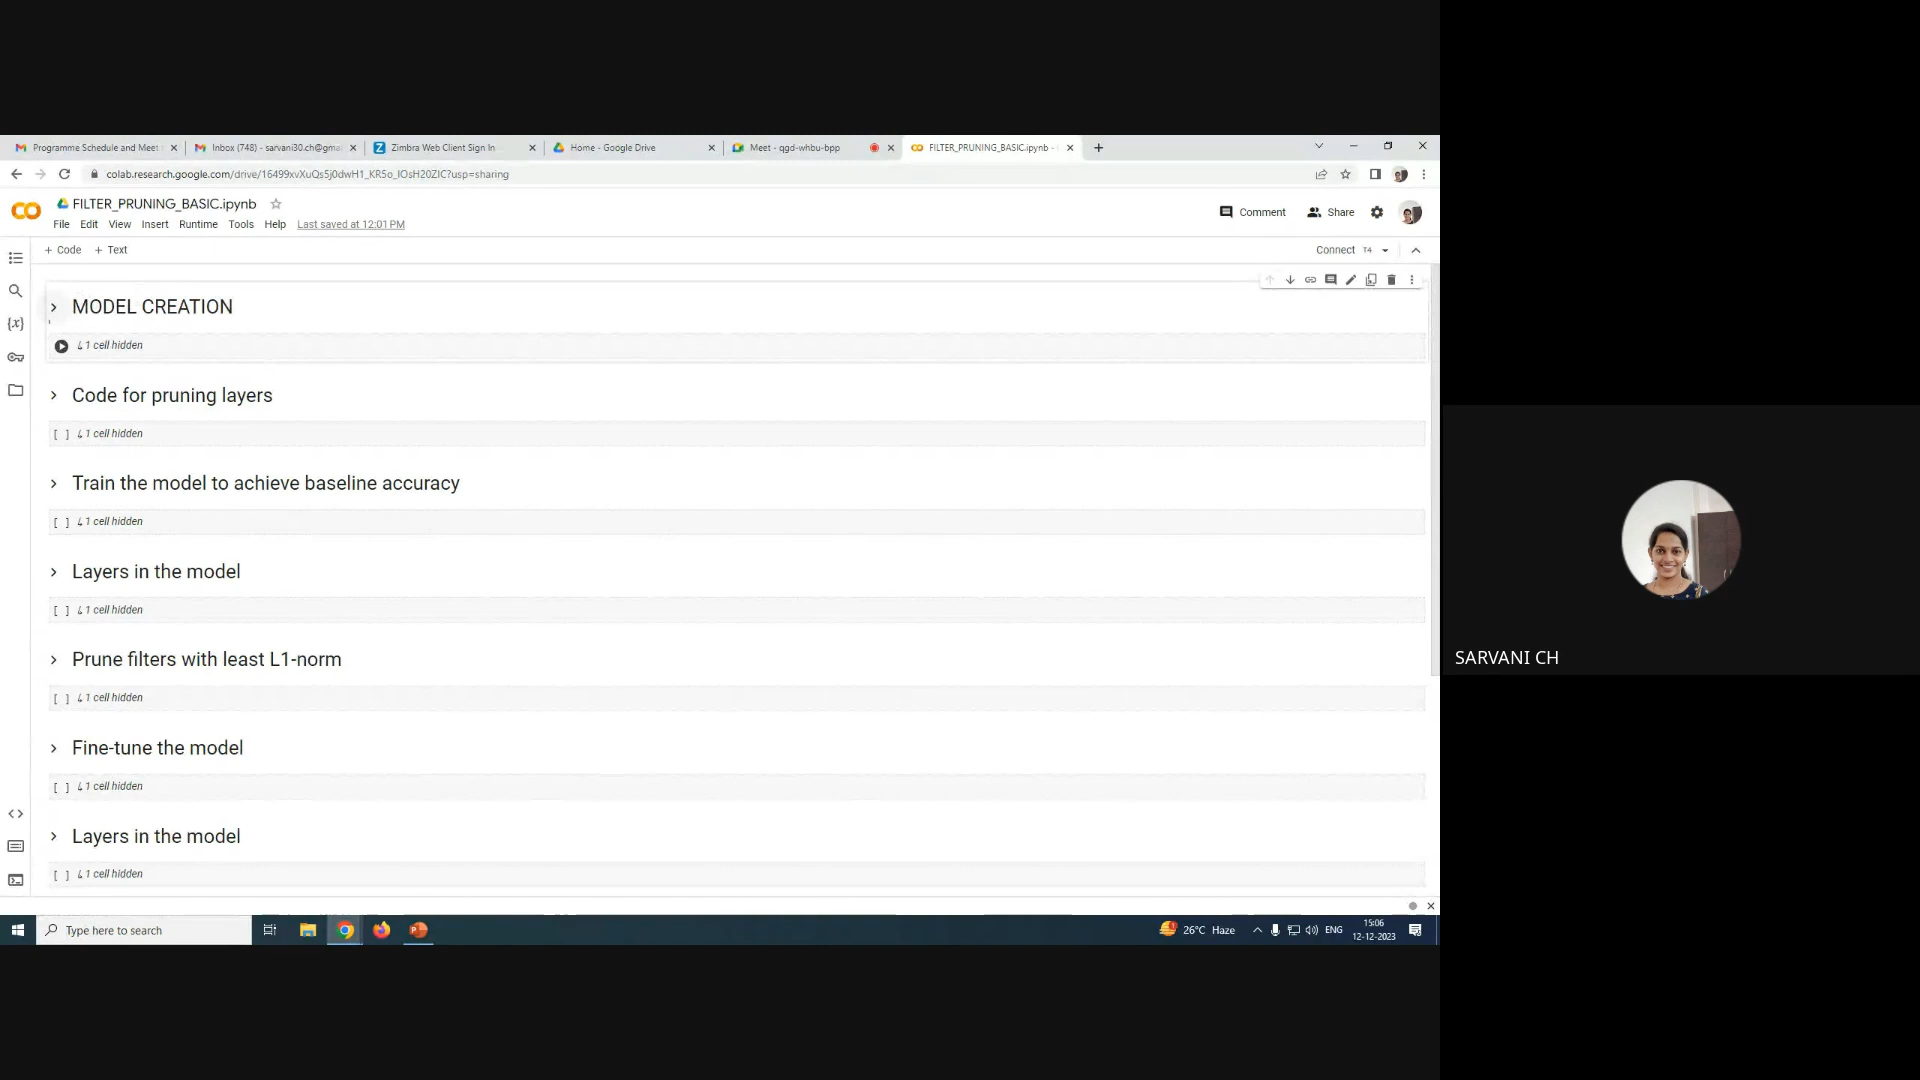 Programme Schedule and Meet
Inbox (748) - sarvani30.ch@gma
Zimbra Web Client Sign In
Home - Google Drive
Meet - qgd-whbu-bpp
FILTER_PRUNING_BASIC.ipynb -
colab.research.google.com/drive/16499xvXuQs5j0dwH1_KR5o_IOsH20ZIC?usp=sharing
FILTER_PRUNING_BASIC.ipynb
File Edit View Insert Runtime Tools Help Last saved at 12:01 PM
Comment Share
+ Code + Text
Connect T4
MODEL CREATION
1 cell hidden
Code for pruning layers
[ ] 1 cell hidden
Train the model to achieve baseline accuracy
[ ] 1 cell hidden
Layers in the model
[ ] 1 cell hidden
Prune filters with least L1-norm
[ ] 1 cell hidden
Fine-tune the model
[ ] 1 cell hidden
Layers in the model
[ ] 1 cell hidden
Type here to search
26°C Haze
ENG
15:06
12-12-2023
SARVANI CH